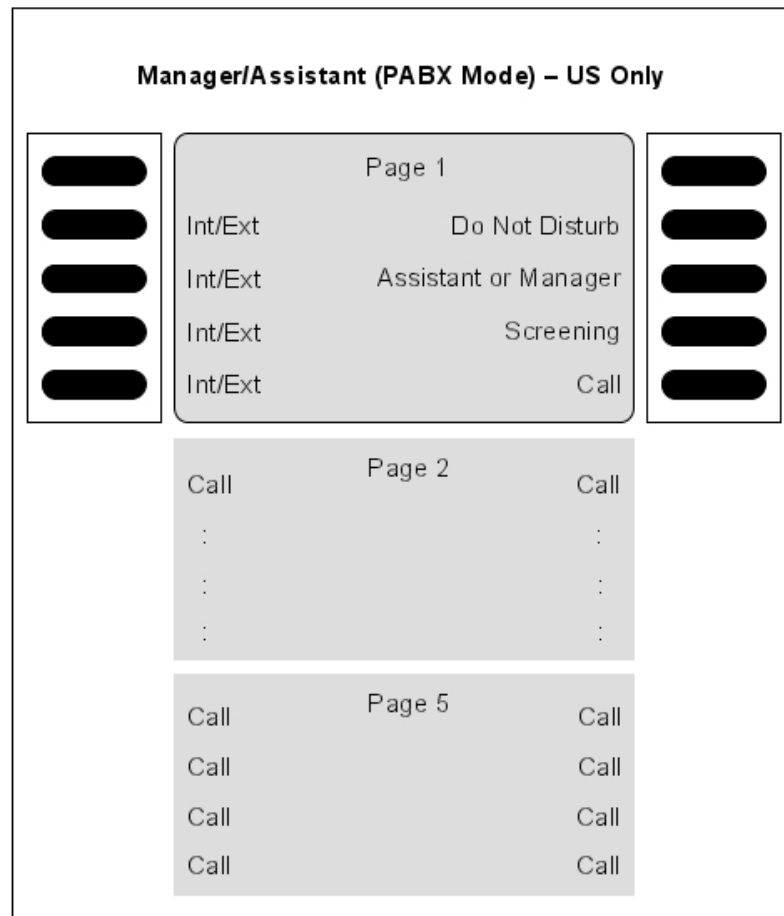 Manager/Assistant (PABX Mode) – US Only
Page 1
Int/Ext Do Not Disturb
Int/Ext Assistant or Manager
Int/Ext Screening
Int/Ext Call
Page 2
Call Call
: :
: :
: :
Page 5
Call Call
Call Call
Call Call
Call Call